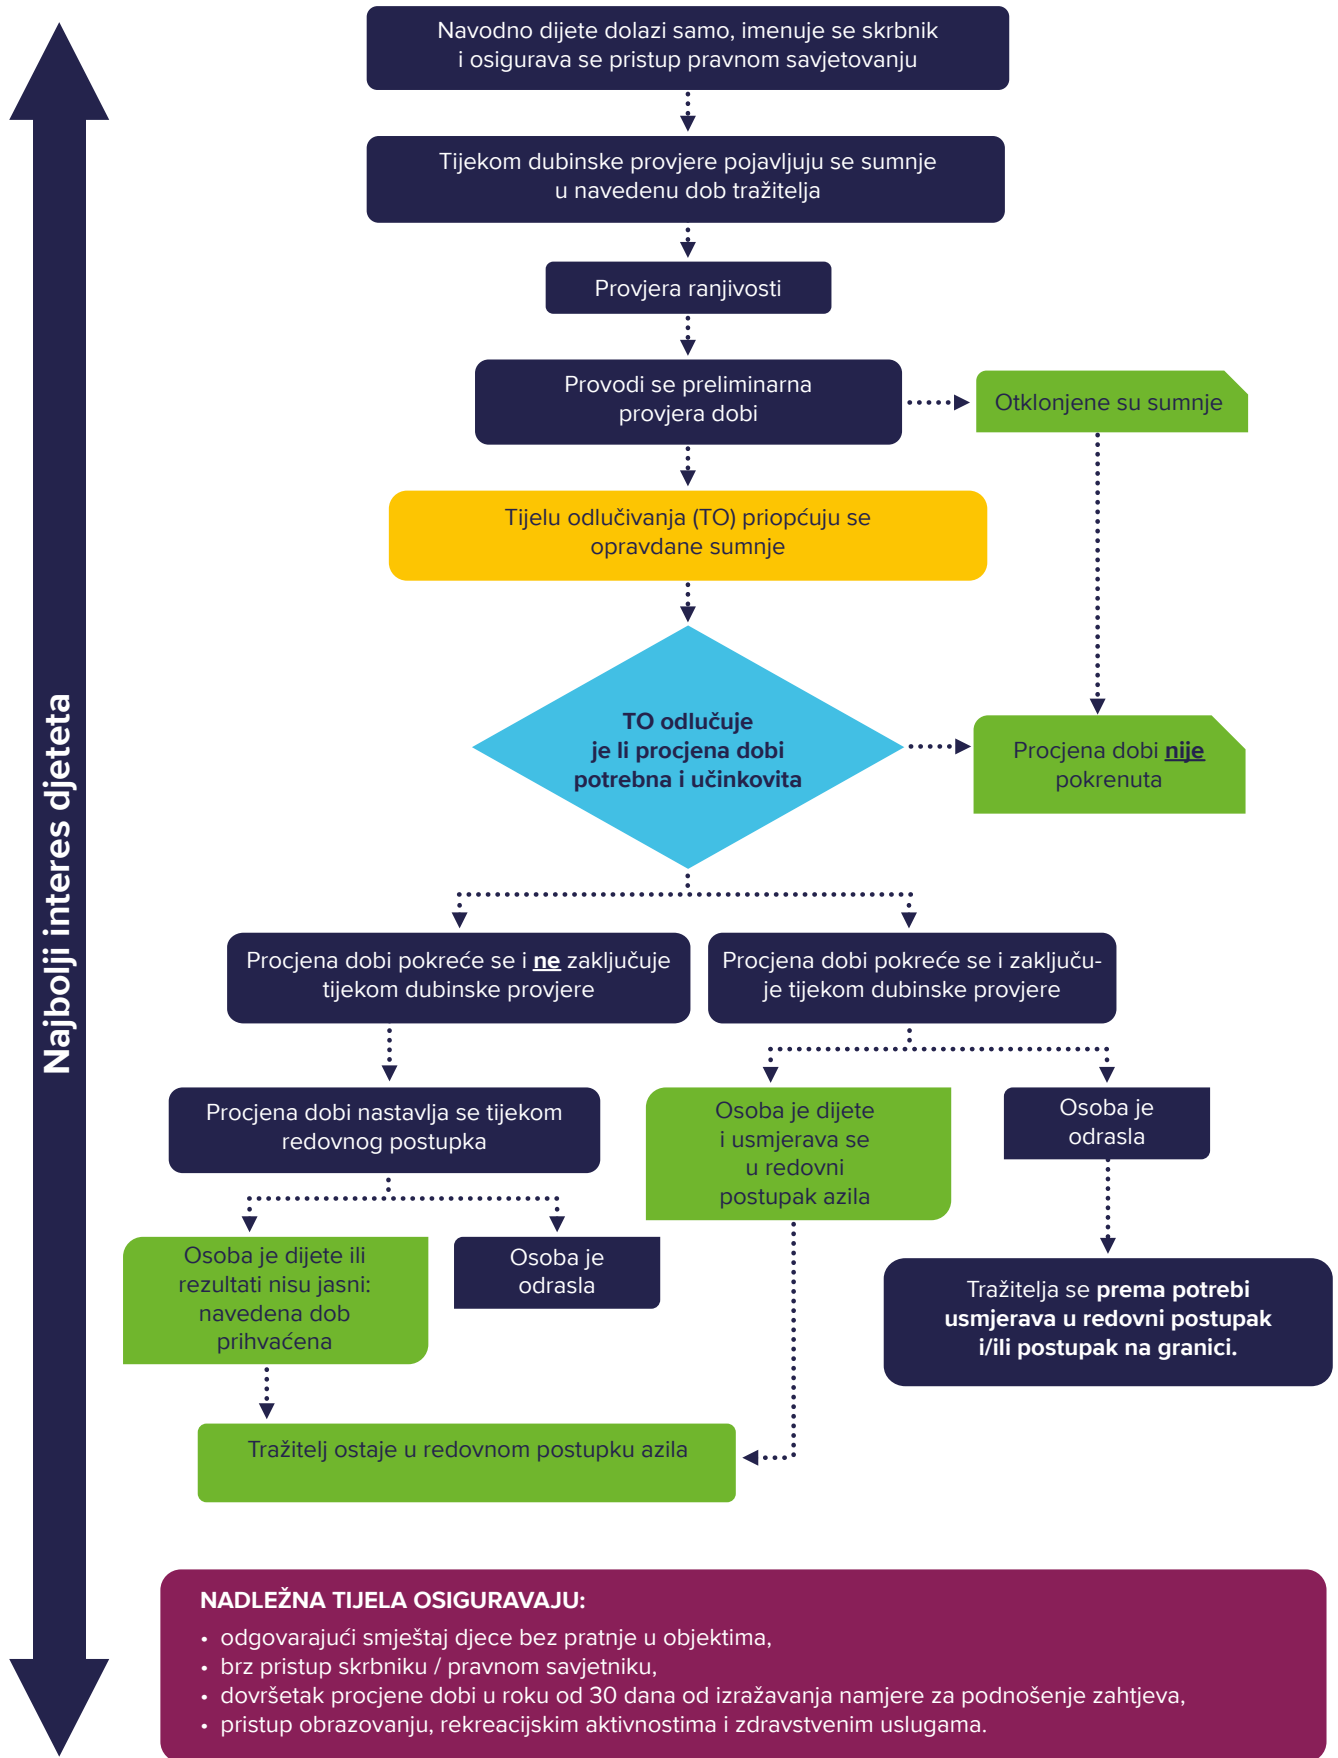 Navodno dijete dolazi samo, imenuje se skrbnik
i osigurava se pristup pravnom savjetovanju
Tijekom dubinske provjere pojavljuju se sumnje
u navedenu dob tražitelja
Provjera ranjivosti
Provodi se preliminarna
provjera dobi
Otklonjene su sumnje
Tijelu odlučivanja (TO) priopćuju se
opravdane sumnje
TO odlučuje
je li procjena dobi
potrebna i učinkovita
Procjena dobi nije
pokrenuta
Najbolji interes djeteta
Procjena dobi pokreće se i ne zaključuje
tijekom dubinske provjere
Procjena dobi pokreće se i zaključu-
je tijekom dubinske provjere
Procjena dobi nastavlja se tijekom
redovnog postupka
Osoba je dijete
i usmjerava se
u redovni
postupak azila
Osoba je
odrasla
Osoba je dijete ili
rezultati nisu jasni:
navedena dob
prihvaćena
Osoba je
odrasla
Tražitelja se prema potrebi
usmjerava u redovni postupak
i/ili postupak na granici.
Tražitelj ostaje u redovnom postupku azila
NADLEŽNA TIJELA OSIGURAVAJU:
• odgovarajući smještaj djece bez pratnje u objektima,
• brz pristup skrbniku / pravnom savjetniku,
• dovršetak procjene dobi u roku od 30 dana od izražavanja namjere za podnošenje zahtjeva,
• pristup obrazovanju, rekreacijskim aktivnostima i zdravstvenim uslugama.